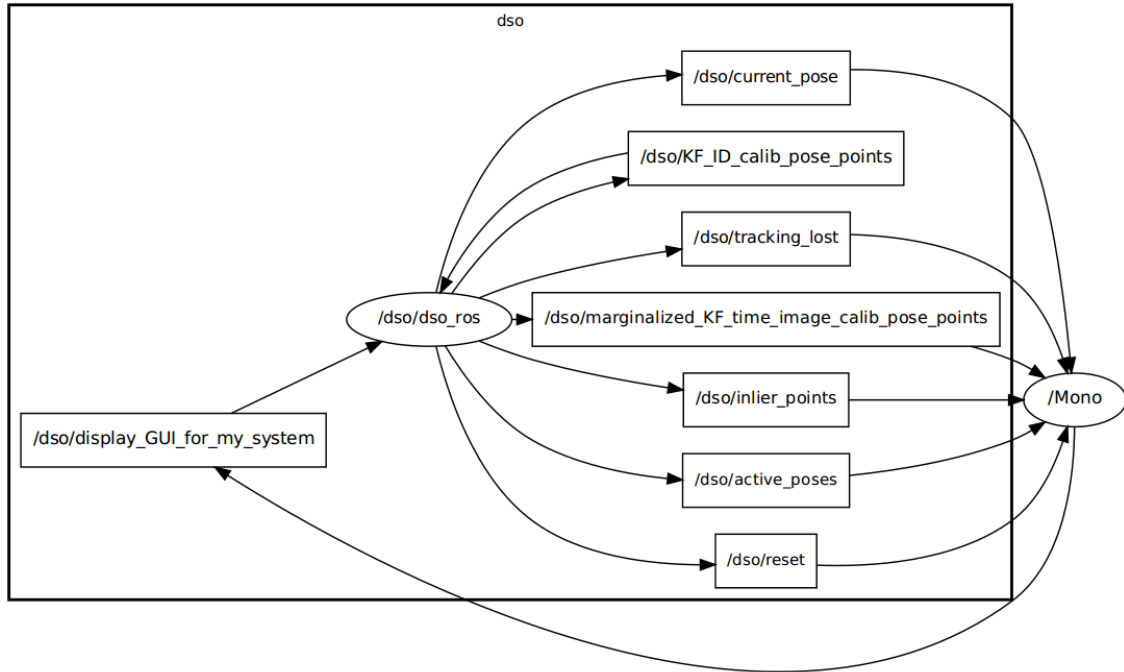 dso
/dso/current_pose
/dso/KF_ID_calib_pose_points
/dso/tracking_lost
/dso/dso_ros
/dso/marginalized_KF_time_image_calib_pose_points
/dso/inlier_points
/Mono
/dso/display_GUI_for_my_system
/dso/active_poses
/dso/reset